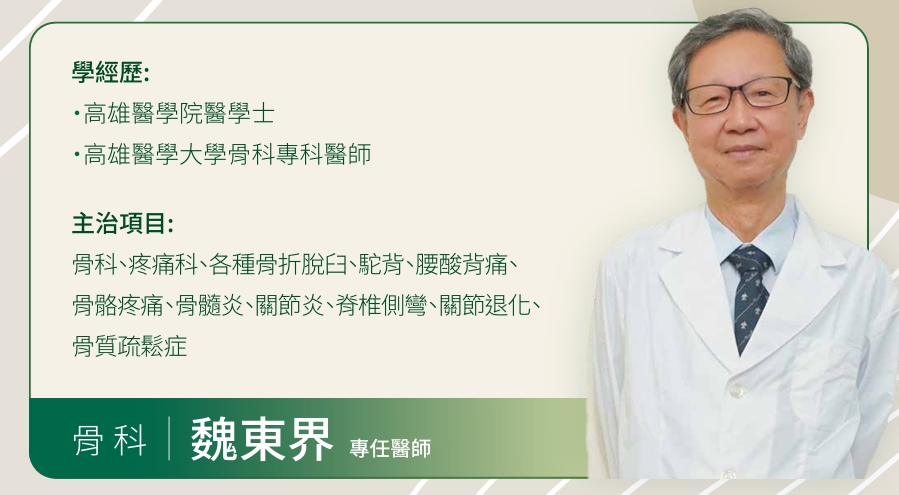 學經歷:
•高雄醫學院醫學士
•高雄醫學大學骨科專科醫師
主治項目:
骨科、疼痛科、各種骨折脫臼、駝背、腰酸背痛、
骨骼疼痛、骨髓炎、關節炎、脊椎側彎、關節退化、
骨質疏鬆症
骨科 魏東界 專任醫師